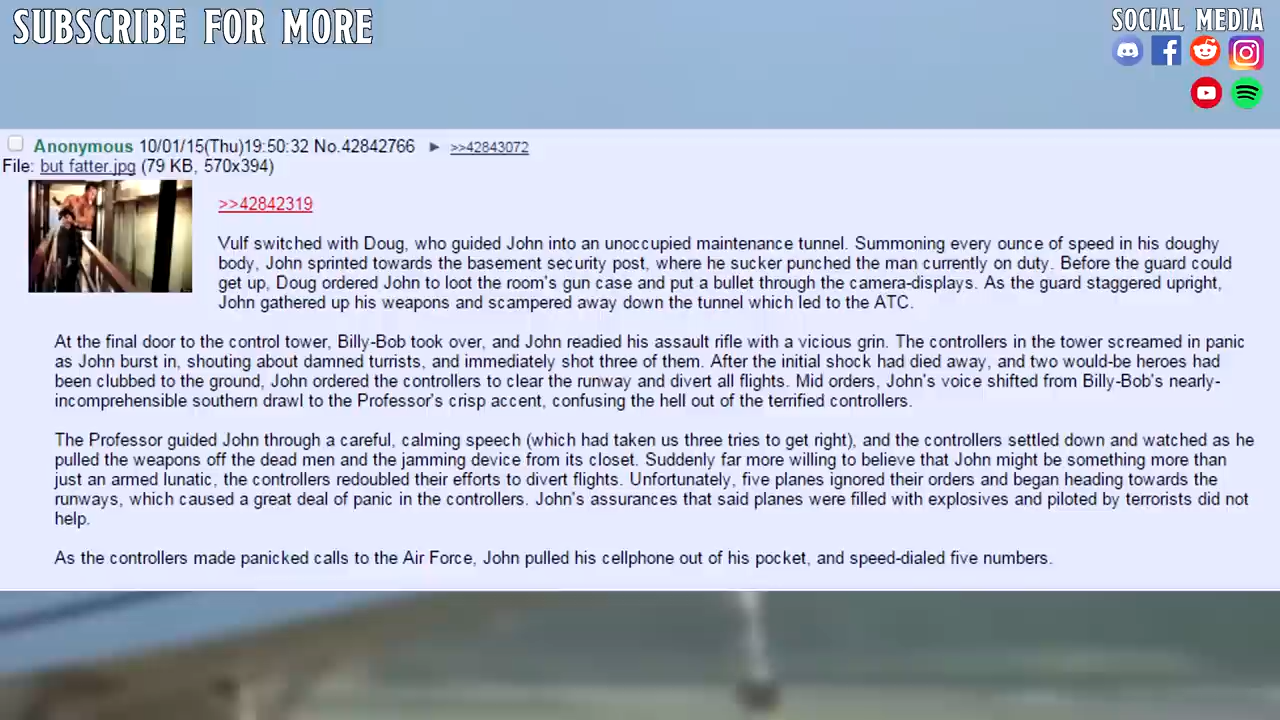 SUBSCRIBE FOR MORE
SOCIAL MEDIA
Anonymous 10/01/15(Thu)19:50:32 No.42842766 ▶ >>42843072
File: but fatter.jpg (79 KB, 570x394)
>>42842319
Vulf switched with Doug, who guided John into an unoccupied maintenance tunnel. Summoning every ounce of speed in his doughy
body, John sprinted towards the basement security post, where he sucker punched the man currently on duty. Before the guard could
get up, Doug ordered John to loot the room's gun case and put a bullet through the camera-displays. As the guard staggered upright,
John gathered up his weapons and scampered away down the tunnel which led to the ATC.
At the final door to the control tower, Billy-Bob took over, and John readied his assault rifle with a vicious grin. The controllers in the tower screamed in panic
as John burst in, shouting about damned turrists, and immediately shot three of them. After the initial shock had died away, and two would-be heroes had
been clubbed to the ground, John ordered the controllers to clear the runway and divert all flights. Mid orders, John's voice shifted from Billy-Bob's nearly-
incomprehensible southern drawl to the Professor's crisp accent, confusing the hell out of the terrified controllers.
The Professor guided John through a careful, calming speech (which had taken us three tries to get right), and the controllers settled down and watched as he
pulled the weapons off the dead men and the jamming device from its closet. Suddenly far more willing to believe that John might be something more than
just an armed lunatic, the controllers redoubled their efforts to divert flights. Unfortunately, five planes ignored their orders and began heading towards the
runways, which caused a great deal of panic in the controllers. John's assurances that said planes were filled with explosives and piloted by terrorists did not
help.
As the controllers made panicked calls to the Air Force, John pulled his cellphone out of his pocket, and speed-dialed five numbers.